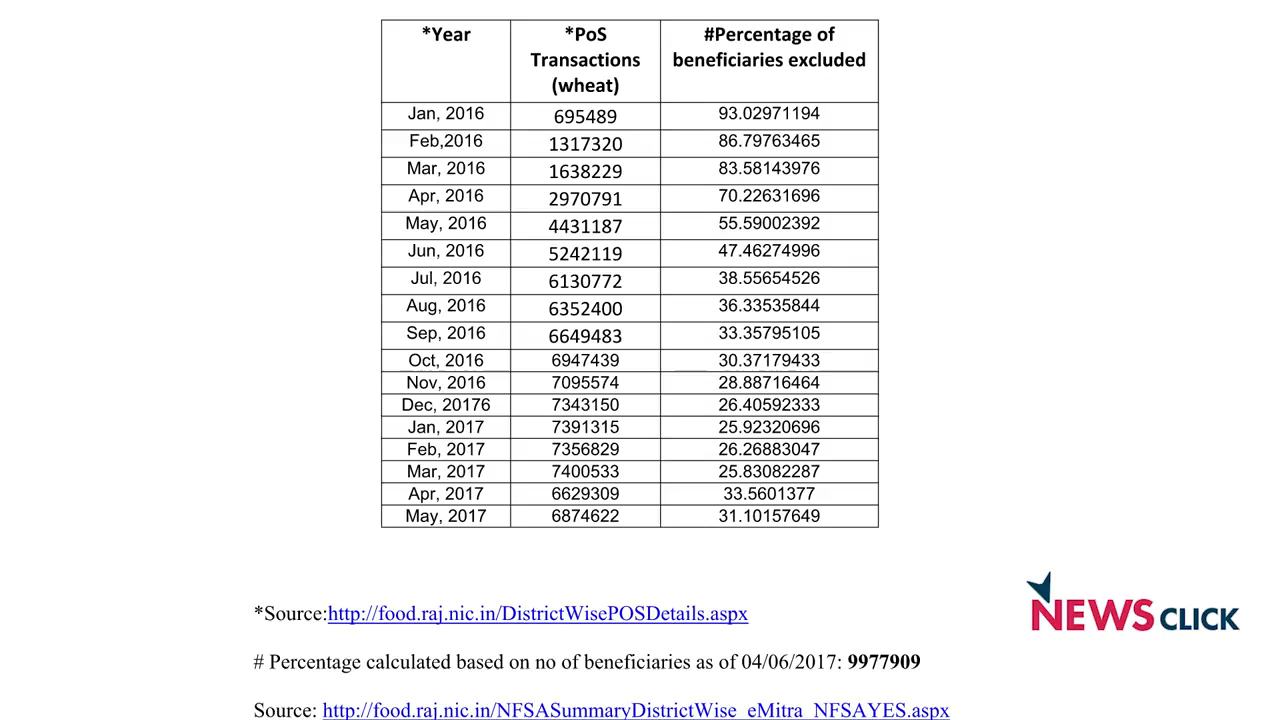 *Year *PoS Transactions (wheat) #Percentage of beneficiaries excluded
Jan, 2016 695489 93.02971194
Feb,2016 1317320 86.79763465
Mar, 2016 1638229 83.58143976
Apr, 2016 2970791 70.22631696
May, 2016 4431187 55.59002392
Jun, 2016 5242119 47.46274996
Jul, 2016 6130772 38.55654526
Aug, 2016 6352400 36.33535844
Sep, 2016 6649483 33.35795105
Oct, 2016 6947439 30.37179433
Nov, 2016 7095574 28.88716464
Dec, 20176 7343150 26.40592333
Jan, 2017 7391315 25.92320696
Feb, 2017 7356829 26.26883047
Mar, 2017 7400533 25.83082287
Apr, 2017 6629309 33.5601377
May, 2017 6874622 31.10157649
*Source:http://food.raj.nic.in/DistrictWisePOSDetails.aspx
NEWSCLICK
# Percentage calculated based on no of beneficiaries as of 04/06/2017: 9977909
Source: http://food.raj.nic.in/NFSASummaryDistrictWise_eMitra_NFSAYES.aspx